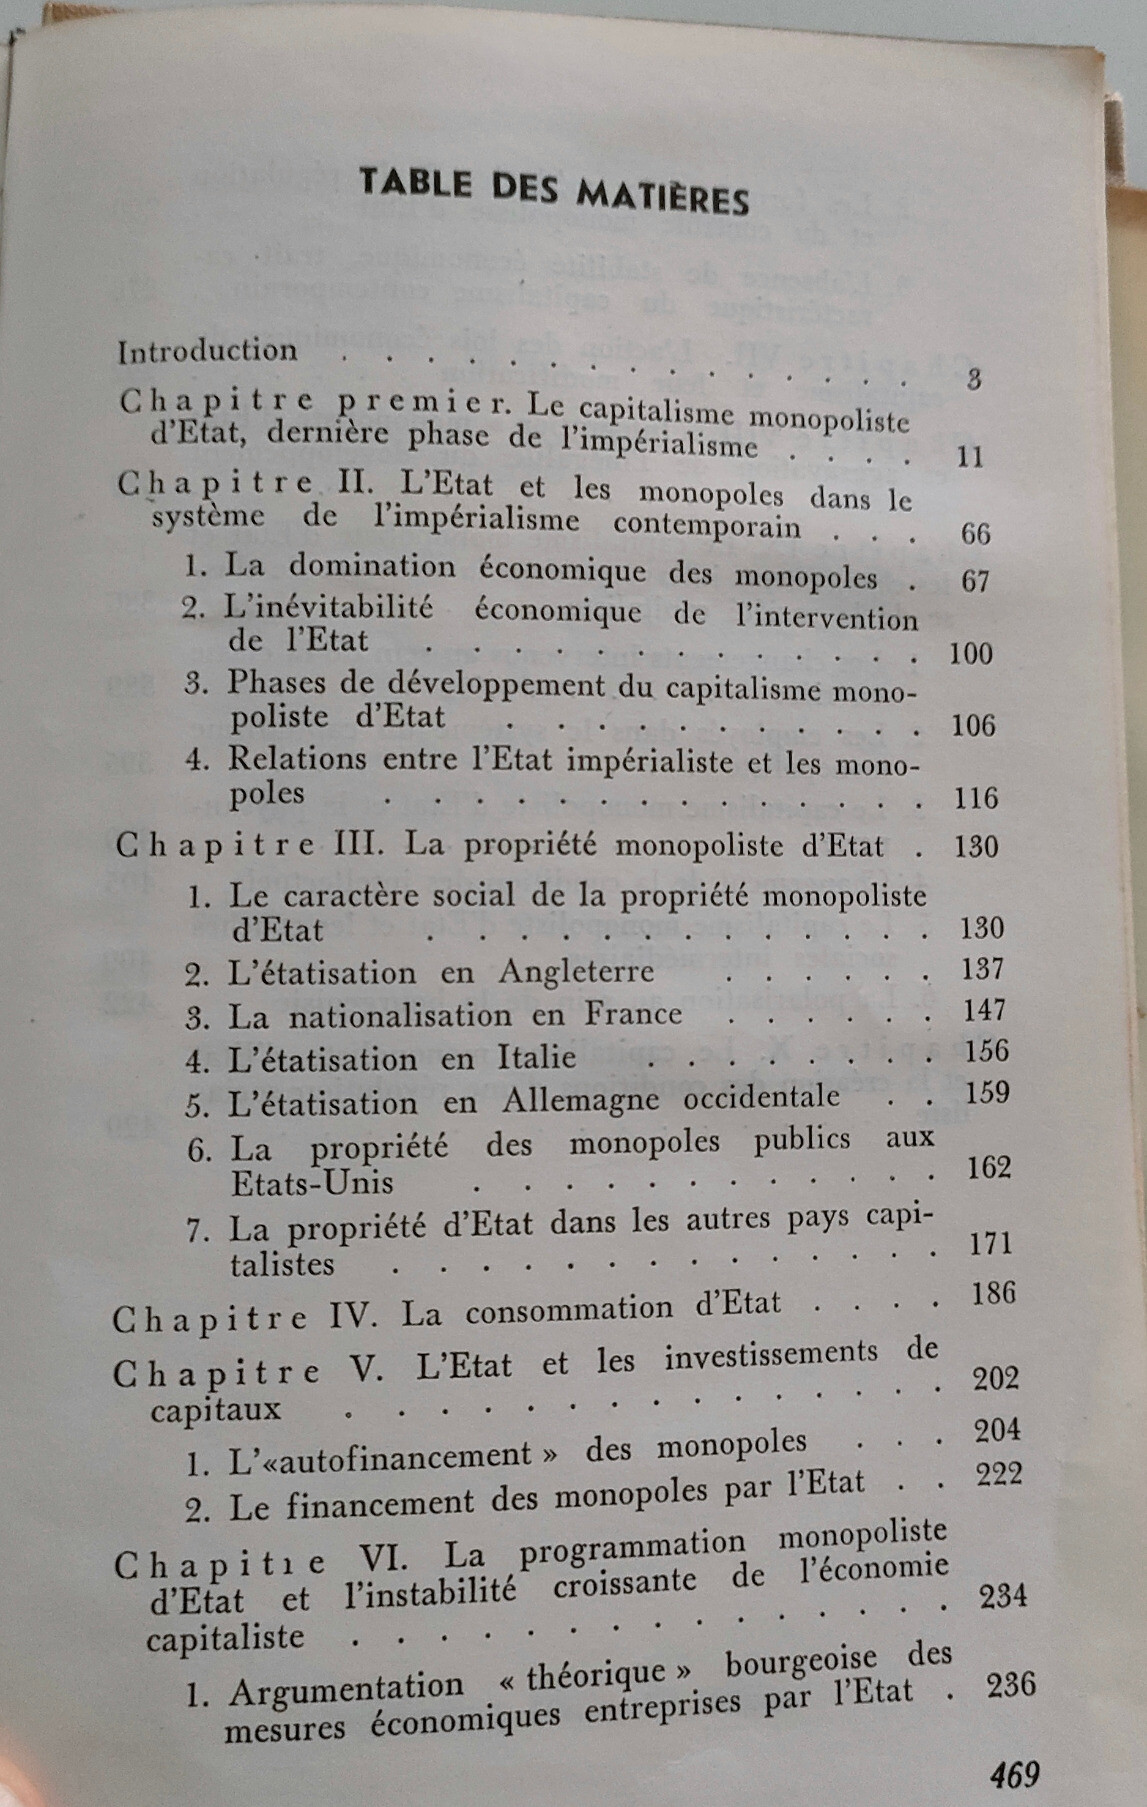 TABLE DES MATIÈRES
Introduction . . . . . . . . . . . . . . 3
Chapitre premier. Le capitalisme monopoliste
d'Etat, dernière phase de l'impérialisme . . . . 11
Chapitre II. L'Etat et les monopoles dans le
système de l'impérialisme contemporain . . . 66
1. La domination économique des monopoles . 67
2. L'inévitabilité économique de l'intervention
de l'Etat . . . . . . . . . . . . . 100
3. Phases de développement du capitalisme mono-
poliste d'Etat . . . . . . . . . . . 106
4. Relations entre l'Etat impérialiste et les mono-
poles . . . . . . . . . . . . . . 116
Chapitre III. La propriété monopoliste d'Etat . 130
1. Le caractère social de la propriété monopoliste
d'Etat . . . . . . . . . . . . . 130
2. L'étatisation en Angleterre . . . . . . 137
3. La nationalisation en France . . . . . . 147
4. L'étatisation en Italie . . . . . . . . 156
5. L'étatisation en Allemagne occidentale . . 159
6. La propriété des monopoles publics aux
Etats-Unis . . . . . . . . . . . . 162
7. La propriété d'Etat dans les autres pays capi-
talistes . . . . . . . . . . . . . . 171
Chapitre IV. La consommation d'Etat . . . . 186
Chapitre V. L'Etat et les investissements de
capitaux . . . . . . . . . . . . . . . 202
1. L'«autofinancement» des monopoles . . . 204
2. Le financement des monopoles par l'Etat . . 222
Chapitre VI. La programmation monopoliste
d'Etat et l'instabilité croissante de l'économie
capitaliste . . . . . . . . . . . . . . 234
1. Argumentation « théorique » bourgeoise des
mesures économiques entreprises par l'Etat . 236
469